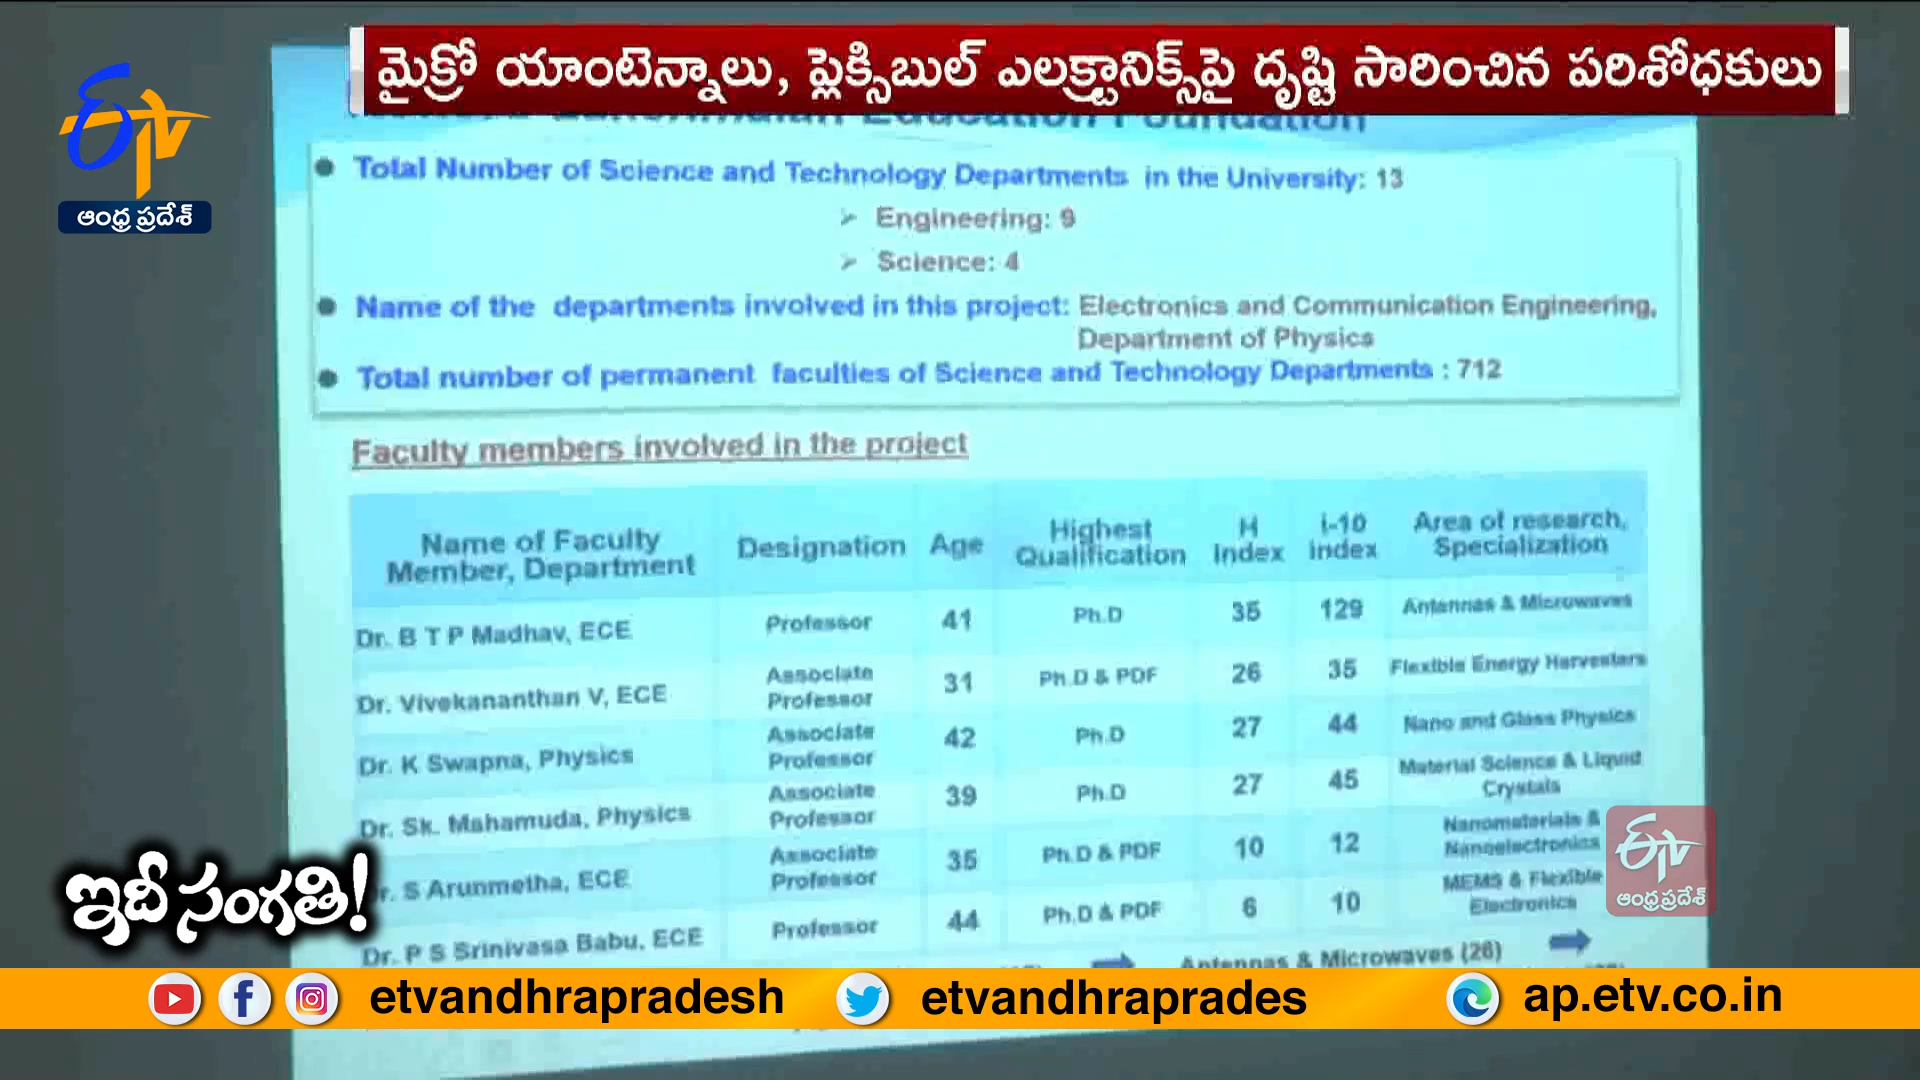 మైక్రో యాంటెన్నాలు, ఫ్లెక్సిబుల్ ఎలక్ట్రానిక్స్‌పై దృష్టి సారించిన పరిశోధకులు
ETV
ఆంధ్ర ప్రదేశ్
Education Foundation
Total Number of Science and Technology Departments in the University: 13
Engineering: 9
Science: 4
Name of the departments involved in this project: Electronics and Communication Engineering,
Department of Physics
Total number of permanent faculties of Science and Technology Departments : 712
Faculty members involved in the project
Name of Faculty Member, Department Designation Age Highest Qualification H Index i-10 index Area of research, Specialization
Dr. B T P Madhav, ECE Professor 41 Ph.D 35 129 Antennas & Microwaves
Dr. Vivekananthan V, ECE Associate Professor 31 Ph.D & PDF 26 35 Flexible Energy Harvesters
Dr. K Swapna, Physics Associate Professor 42 Ph.D 27 44 Nano and Glass Physics
Dr. Sk. Mahamuda, Physics Associate Professor 39 Ph.D 27 45 Material Science & Liquid Crystals
Dr. S Arunmetha, ECE Associate Professor 35 Ph.D & PDF 10 12 Nanomaterials & Nanoelectronics
Dr. P S Srinivasa Babu, ECE Professor 44 Ph.D & PDF 6 10 MEMS & Flexible Electronics
Antennas & Microwaves (26)
ఇదీ సంగతి!
ETV
ఆంధ్రప్రదేశ్
etvandhrapradesh etvandhraprades ap.etv.co.in